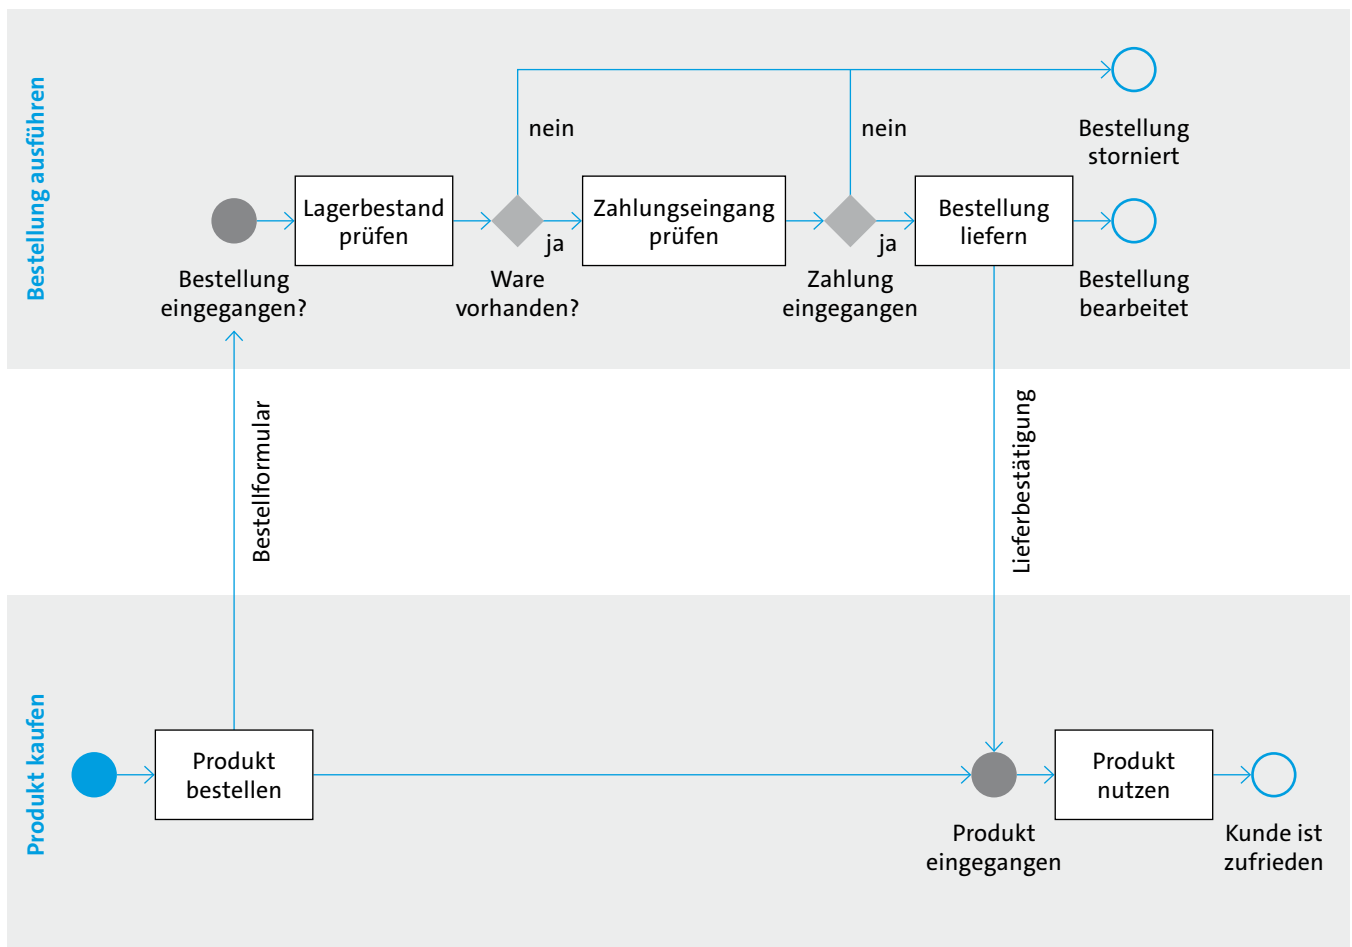 Bestellung ausführen
nein
nein
Bestellung
storniert
Lagerbestand
prüfen
Zahlungseingang
prüfen
Bestellung
liefern
ja
ja
Bestellung
eingegangen?
Ware
vorhanden?
Zahlung
eingegangen
Bestellung
bearbeitet
Bestellformular
Lieferbestätigung
Produkt kaufen
Produkt
bestellen
Produkt
nutzen
Produkt
eingegangen
Kunde ist
zufrieden